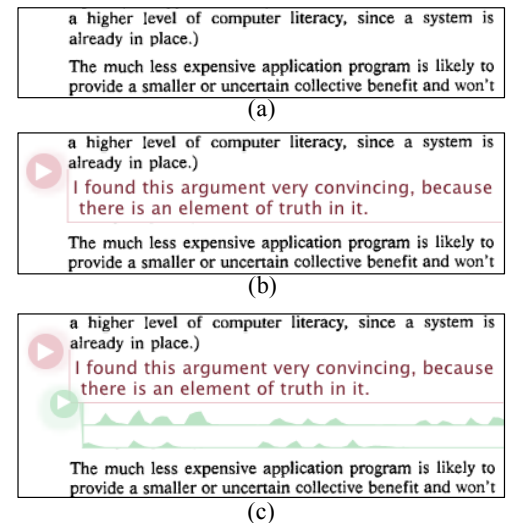 a higher level of computer literacy, since a system is
already in place.)
The much less expensive application program is likely to
provide a smaller or uncertain collective benefit and won't
(a)
a higher level of computer literacy, since a system is
already in place.)
I found this argument very convincing, because
there is an element of truth in it.
The much less expensive application program is likely to
provide a smaller or uncertain collective benefit and won't
(b)
a higher level of computer literacy, since a system is
already in place.)
I found this argument very convincing, because
there is an element of truth in it.
The much less expensive application program is likely to
provide a smaller or uncertain collective benefit and won't
(c)